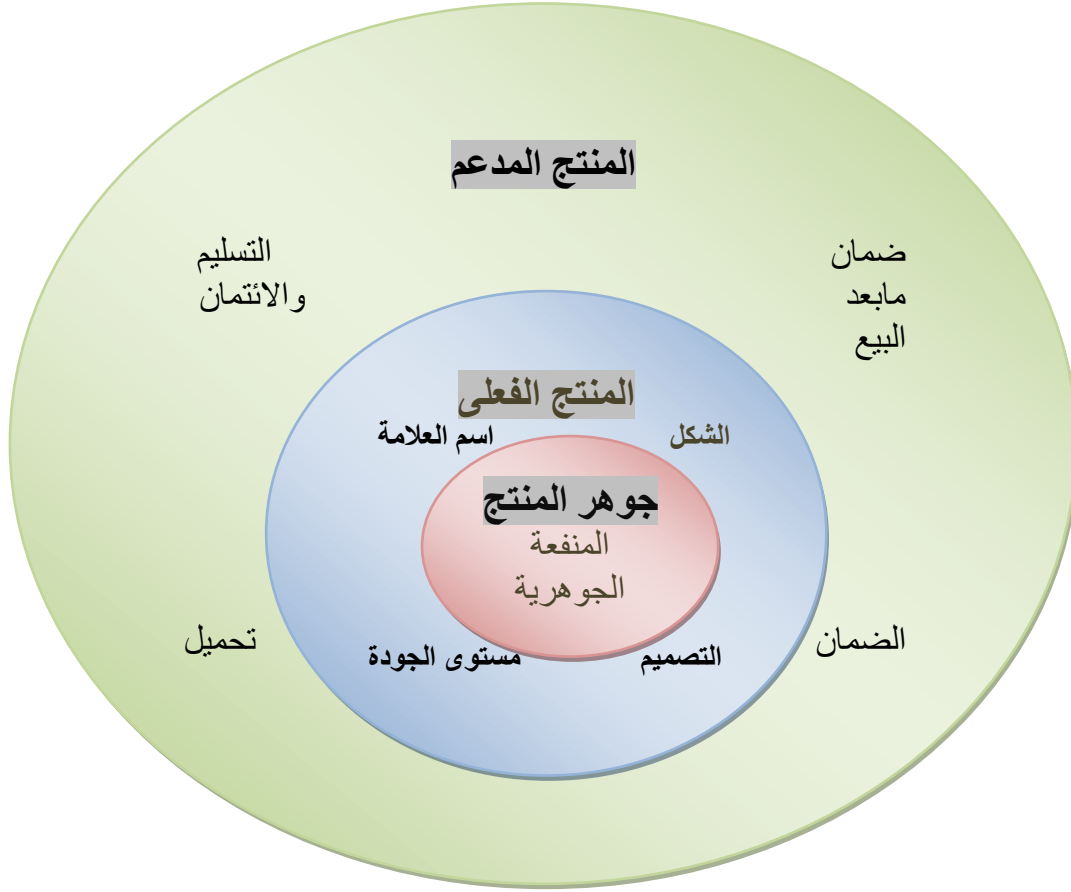 المنتج المدعم
ضمان
مابعد
البيع
التسليم
والائتمان
المنتج الفعلى
الشكل
اسم العلامة
جوهر المنتج
المنفعة
الجوهرية
التصميم
مستوى الجودة
الضمان
تحميل